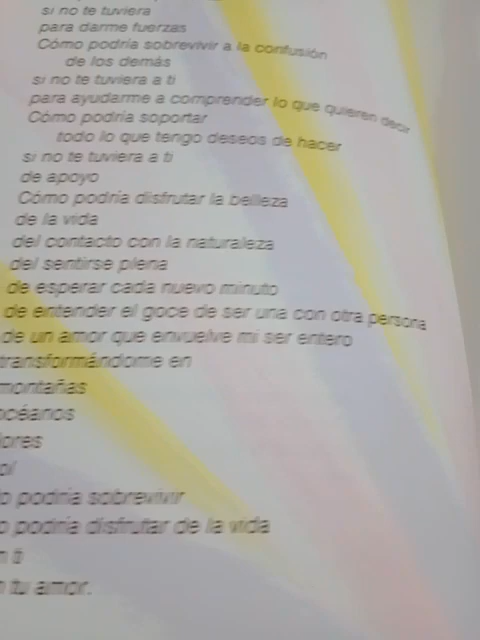 si no te tuviera
para darme fuerzas
Cómo podría sobrevivir a la confusión
de los demás
si no te tuviera a ti
para ayudarme a comprender lo que quieren decir
Cómo podría soportar
todo lo que tengo deseos de hacer
si no te tuviera a ti
de apoyo
Cómo podría disfrutar la belleza
de la vida
del contacto con la naturaleza
del sentirse plena
de esperar cada nuevo minuto
de entender el goce de ser una con otra persona
de un amor que envuelve mi ser entero
transformándome en
montañas
océanos
lores
ol
o podría sobrevivir
o podría disfrutar de la vida
n ti
n tu amor.